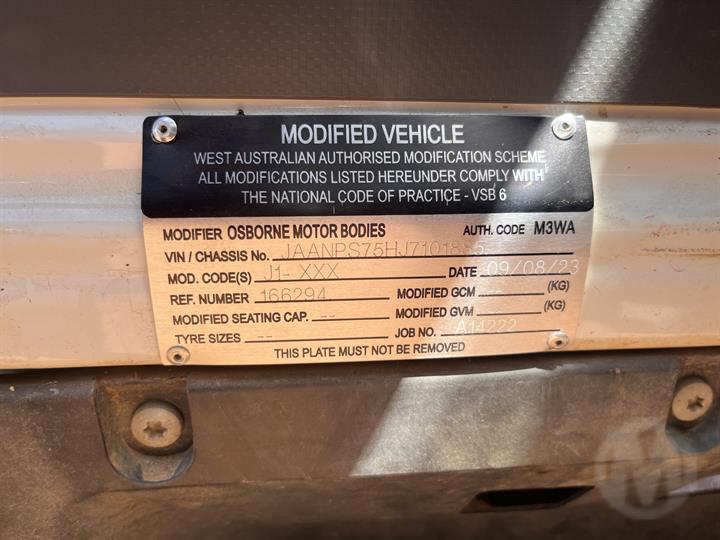 MODIFIED VEHICLE
WEST AUSTRALIAN AUTHORISED MODIFICATION SCHEME
ALL MODIFICATIONS LISTED HEREUNDER COMPLY WITH
THE NATIONAL CODE OF PRACTICE - VSB 6
MODIFIER OSBORNE MOTOR BODIES AUTH. CODE M3WA
VIN / CHASSIS No. JAANPS75HJ7101885
MOD. CODE(S) J1- XXX DATE 09/08/23
REF. NUMBER 166294 MODIFIED GCM -- (KG)
MODIFIED SEATING CAP. -- MODIFIED GVM -- (KG)
TYRE SIZES -- JOB NO. A14222
THIS PLATE MUST NOT BE REMOVED